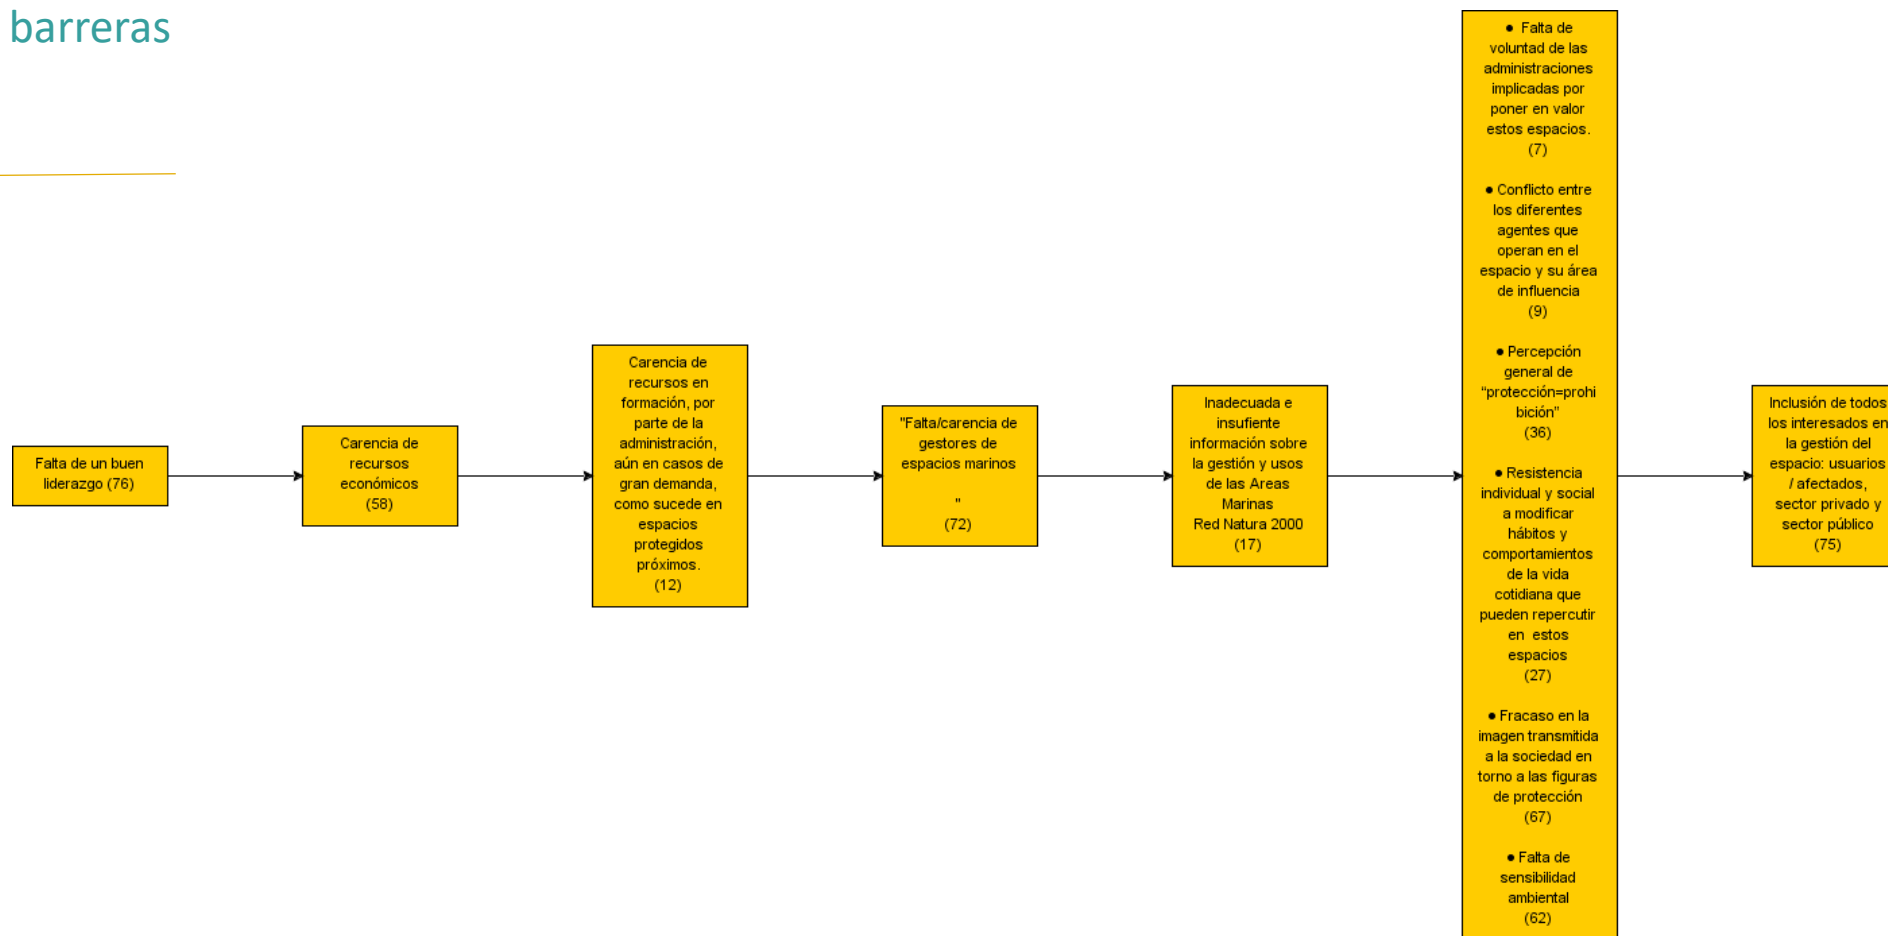 barreras
Falta de un buen
liderazgo (76)
Carencia de
recursos
económicos
(58)
Carencia de
recursos en
formación, por
parte de la
administración,
aún en casos de
gran demanda,
como sucede en
espacios
protegidos
próximos.
(12)
"Falta/carencia de
gestores de
espacios marinos
"
(72)
Inadecuada e
insufiente
información sobre
la gestión y usos
de las Areas
Marinas
Red Natura 2000
(17)
● Falta de
voluntad de las
administraciones
implicadas por
poner en valor
estos espacios.
(7)
● Conflicto entre
los diferentes
agentes que
operan en el
espacio y su área
de influencia
(9)
● Percepción
general de
“protección=prohi
bición”
(36)
● Resistencia
individual y social
a modificar
hábitos y
comportamientos
de la vida
cotidiana que
pueden repercutir
en estos
espacios
(27)
● Fracaso en la
imagen transmitida
a la sociedad en
torno a las figuras
de protección
(67)
● Falta de
sensibilidad
ambiental
(62)
Inclusión de todos
los interesados en
la gestión del
espacio: usuarios
/ afectados,
sector privado y
sector público
(75)